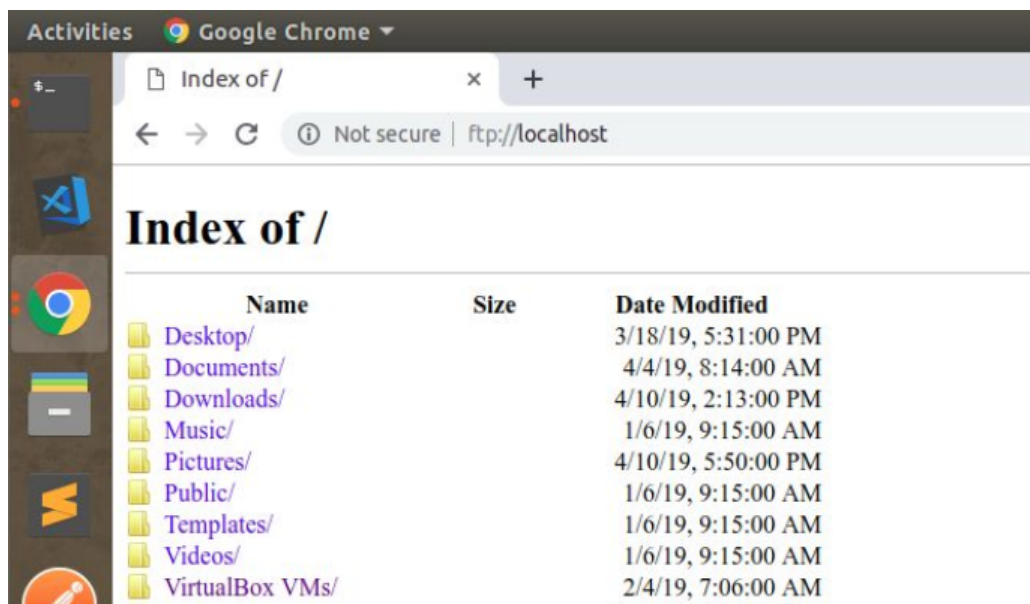 Activities Google Chrome
$_
Index of /
Not secure | ftp://localhost
Index of /
Name Size Date Modified
Desktop/ 3/18/19, 5:31:00 PM
Documents/ 4/4/19, 8:14:00 AM
Downloads/ 4/10/19, 2:13:00 PM
Music/ 1/6/19, 9:15:00 AM
Pictures/ 4/10/19, 5:50:00 PM
Public/ 1/6/19, 9:15:00 AM
Templates/ 1/6/19, 9:15:00 AM
Videos/ 1/6/19, 9:15:00 AM
VirtualBox VMs/ 2/4/19, 7:06:00 AM